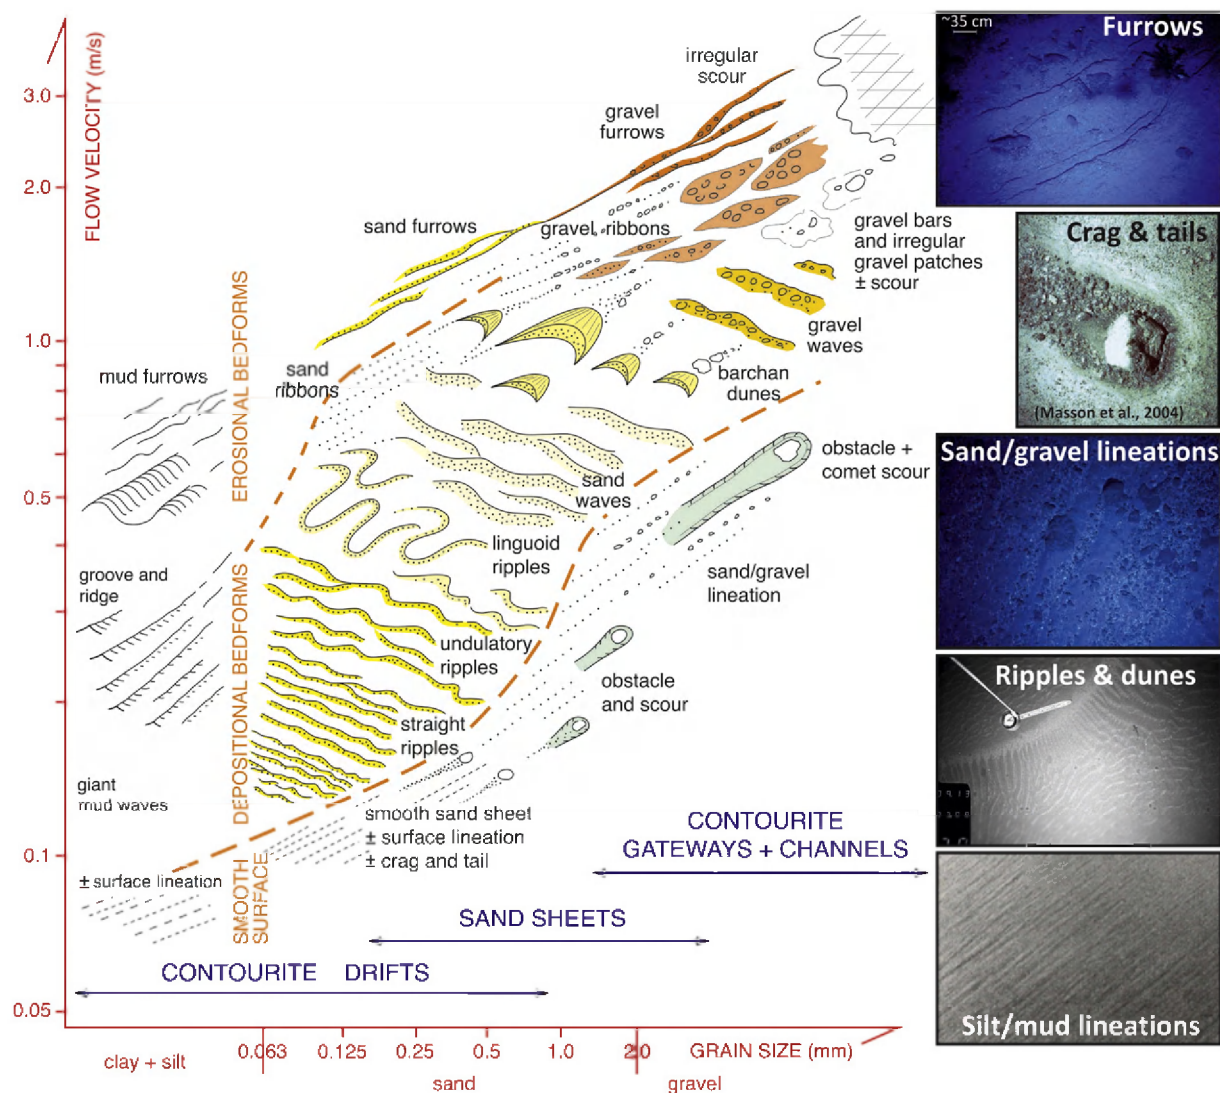 FLOW VELOCITY (m/s)
3.0
2.0
1.0
0.5
0.1
0.05
irregular
scour
gravel
furrows
sand furrows
gravel ribbons
gravel bars
and irregular
gravel patches
± scour
gravel
waves
barchan
dunes
sand
ribbons
mud furrows
EROSIONAL BEDFORMS
DEPOSITIONAL BEDFORMS
SMOOTH
SURFACE
sand
waves
obstacle +
comet scour
linguoid
ripples
sand/gravel
lineation
groove and
ridge
undulatory
ripples
obstacle
and scour
straight
ripples
giant
mud waves
smooth sand sheet
± surface lineation
± crag and tail
± surface lineation
CONTOURITE
GATEWAYS + CHANNELS
SAND SHEETS
CONTOURITE DRIFTS
clay + silt
0.063
0.125
0.25
0.5
1.0
2.0
GRAIN SIZE (mm)
sand
gravel
~35 cm
Furrows
Crag & tails
(Masson et al., 2004)
Sand/gravel lineations
Ripples & dunes
Silt/mud lineations